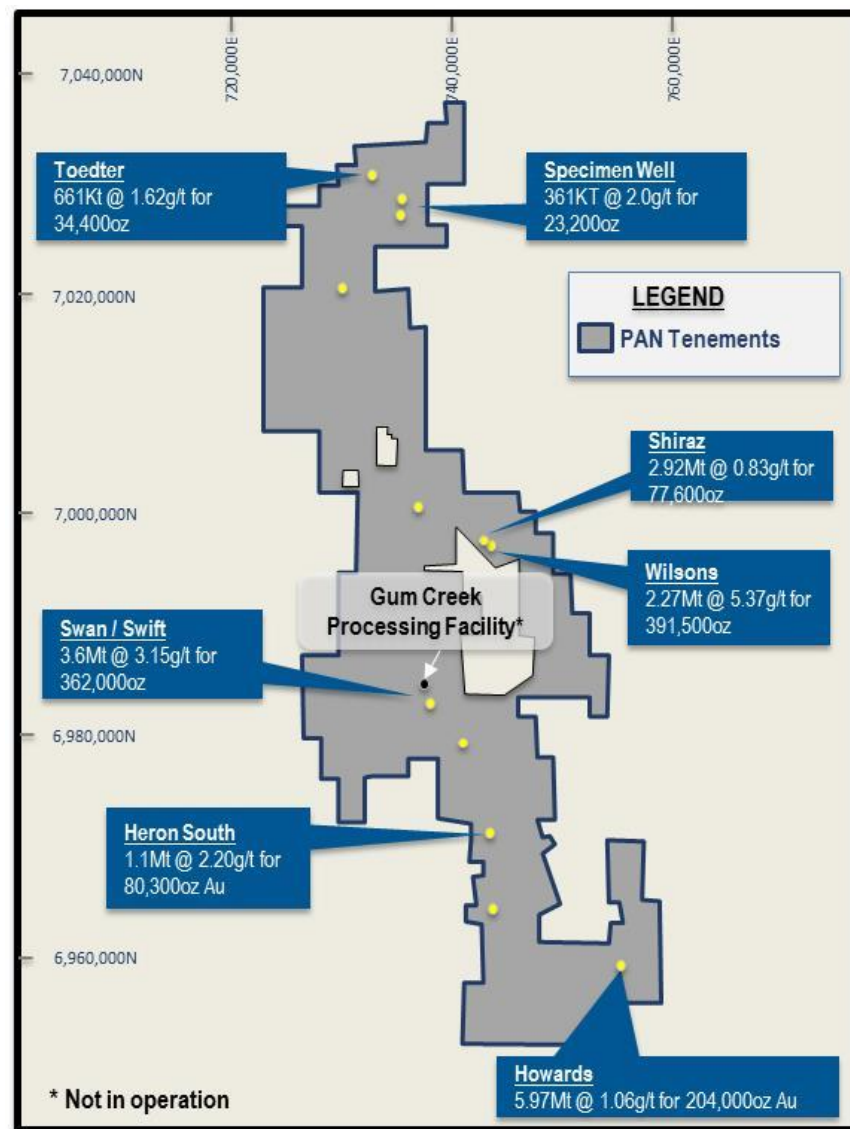 720,000E
740,000E
760,000E
7,040,000N
Toedter
661Kt @ 1.62g/t for
34,400oz
Specimen Well
361KT @ 2.0g/t for
23,200oz
7,020,000N
LEGEND
PAN Tenements
Shiraz
2.92Mt @ 0.83g/t for
77,600oz
7,000,000N
Wilsons
2.27Mt @ 5.37g/t for
391,500oz
Gum Creek
Processing Facility*
Swan / Swift
3.6Mt @ 3.15g/t for
362,000oz
6,980,000N
Heron South
1.1Mt @ 2.20g/t for
80,300oz Au
6,960,000N
Howards
5.97Mt @ 1.06g/t for 204,000oz Au
* Not in operation